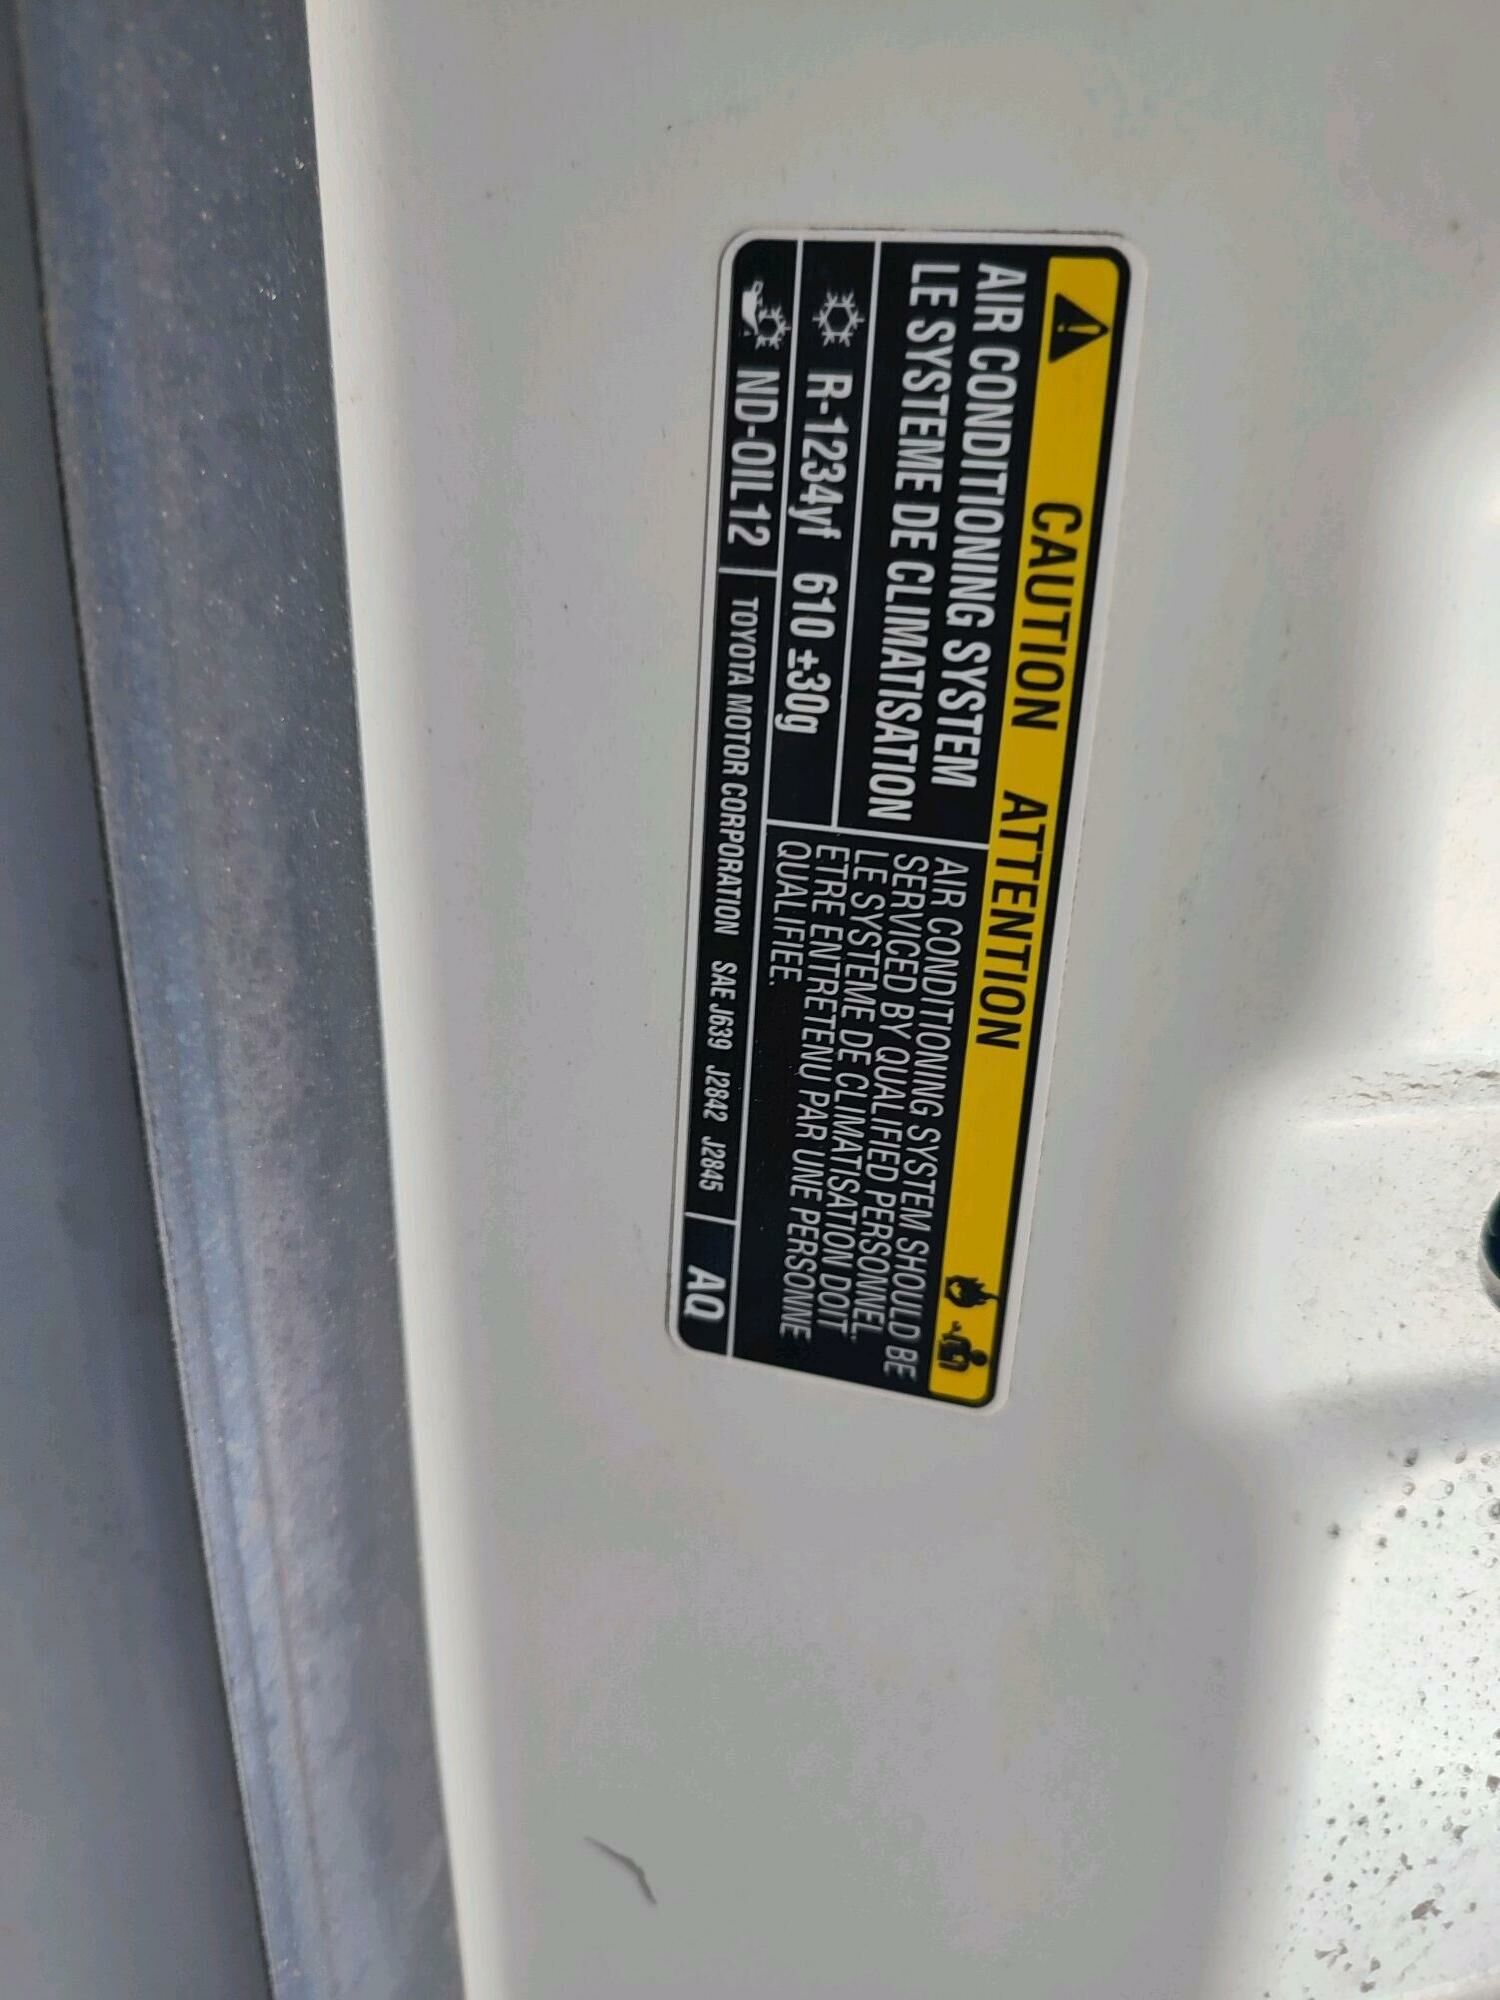 CAUTION ATTENTION
AIR CONDITIONING SYSTEM
LE SYSTEME DE CLIMATISATION
R-1234yf 610 ±30g
AIR CONDITIONING SYSTEM SHOULD BE
SERVICED BY QUALIFIED PERSONNEL.
LE SYSTEME DE CLIMATISATION DOIT
ETRE ENTRETENU PAR UNE PERSONNE
QUALIFIEE.
ND-OIL12 TOYOTA MOTOR CORPORATION SAE J639 J2842 J2845 AQ